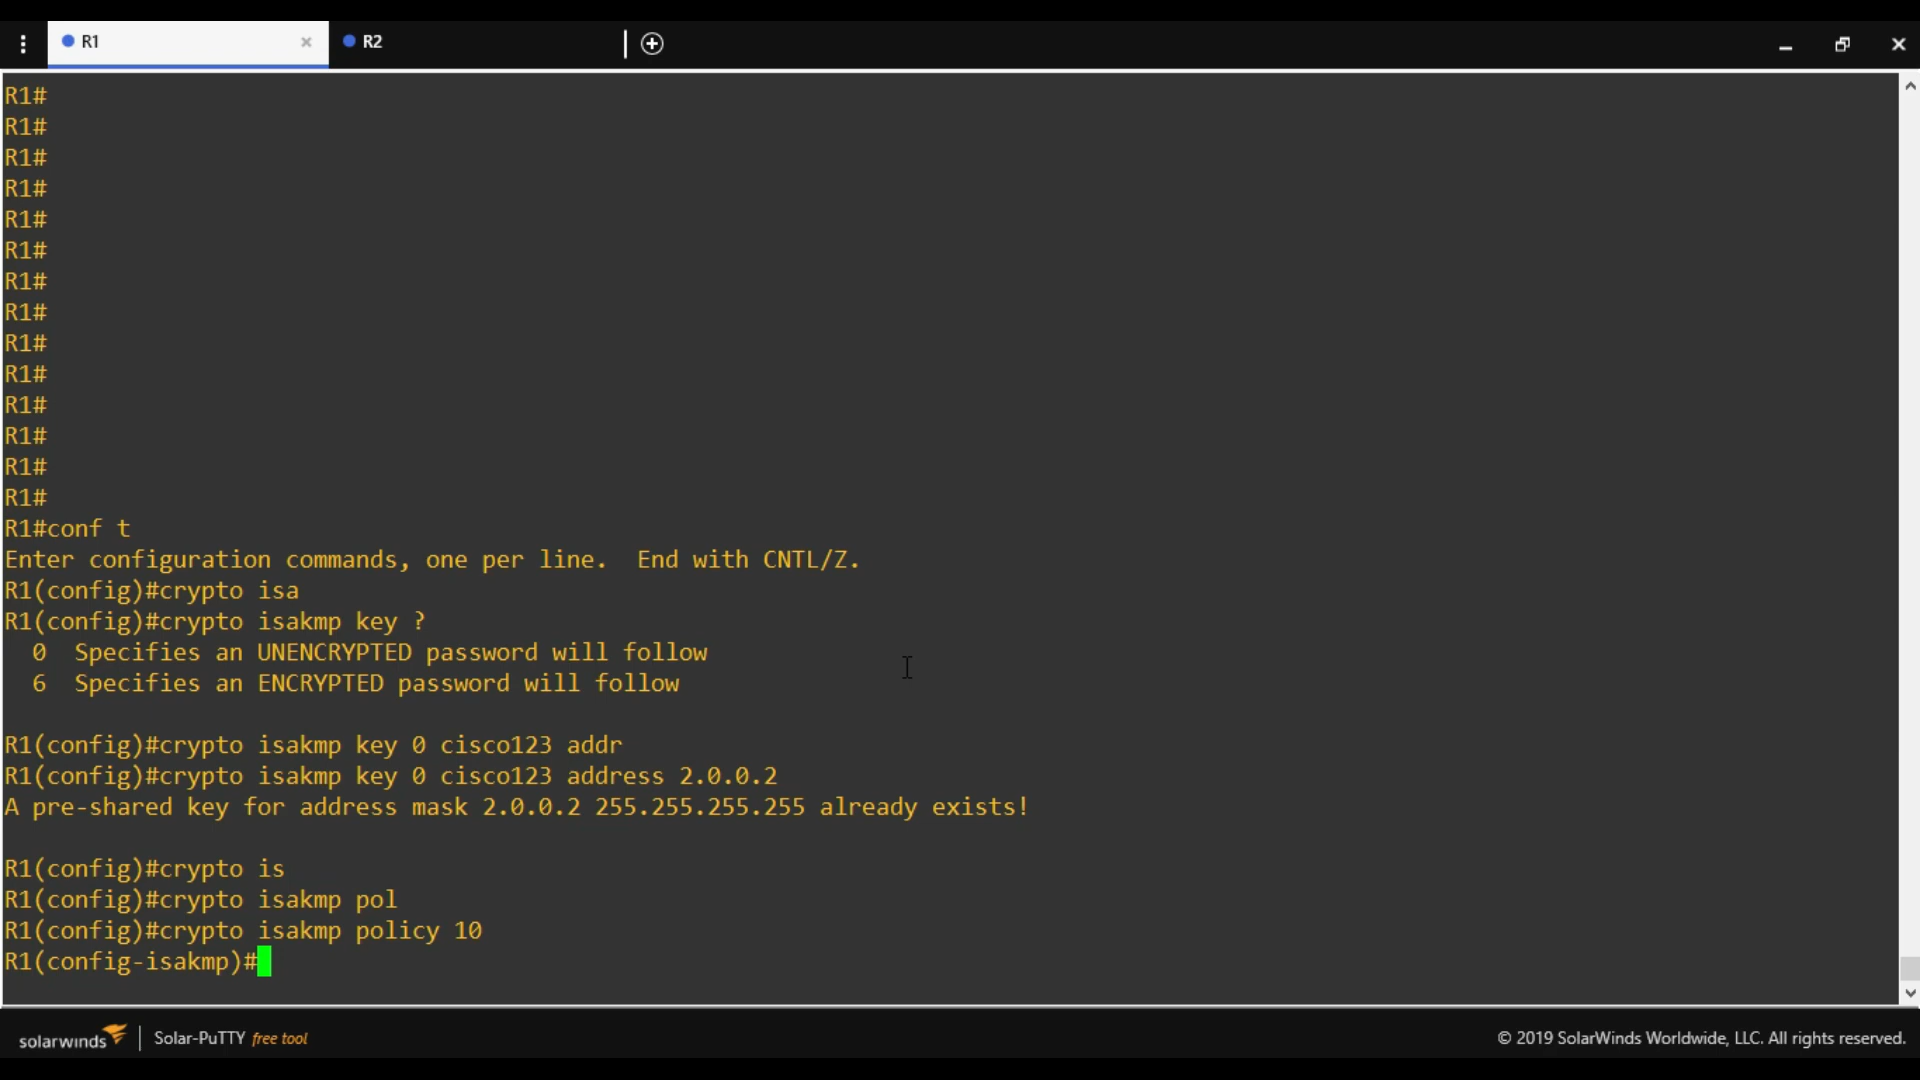 R1
R2
R1#
R1#
R1#
R1#
R1#
R1#
R1#
R1#
R1#
R1#
R1#
R1#
R1#
R1#
R1#conf t
Enter configuration commands, one per line.  End with CNTL/Z.
R1(config)#crypto isa
R1(config)#crypto isakmp key ?
  0  Specifies an UNENCRYPTED password will follow
  6  Specifies an ENCRYPTED password will follow
R1(config)#crypto isakmp key 0 cisco123 addr
R1(config)#crypto isakmp key 0 cisco123 address 2.0.0.2
A pre-shared key for address mask 2.0.0.2 255.255.255.255 already exists!
R1(config)#crypto is
R1(config)#crypto isakmp pol
R1(config)#crypto isakmp policy 10
R1(config-isakmp)#
solarwinds | Solar-PuTTY free tool
© 2019 SolarWinds Worldwide, LLC. All rights reserved.